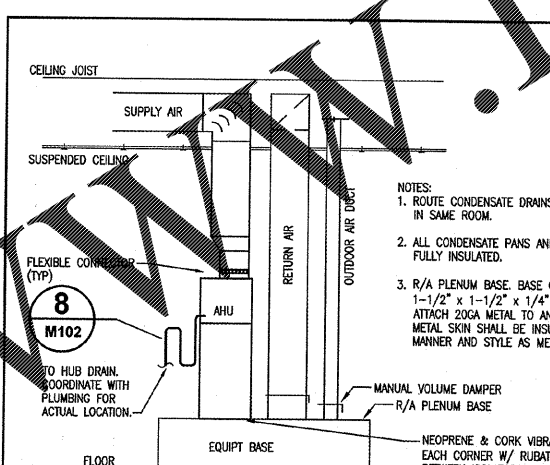 CEILING JOIST
SUPPLY AIR
SUSPENDED CEILING
FLEXIBLE CONNECTOR
(TYP)
8
M102
AHU
RETURN AIR
OUTDOOR AIR DUCT
TO HUB DRAIN.
COORDINATE WITH
PLUMBING FOR
ACTUAL LOCATION.
NOTES:
1. ROUTE CONDENSATE DRAINS
IN SAME ROOM.
2. ALL CONDENSATE PANS AN
FULLY INSULATED.
3. R/A PLENUM BASE. BASE
1-1/2" x 1-1/2" x 1/4"
ATTACH 20GA METAL TO AN
METAL SKIN SHALL BE INSU
MANNER AND STYLE AS ME
MANUAL VOLUME DAMPER
R/A PLENUM BASE
EQUIPT BASE
NEOPRENE & CORK VIBRA
EACH CORNER W/ RUBAT
FLOOR
WWW.